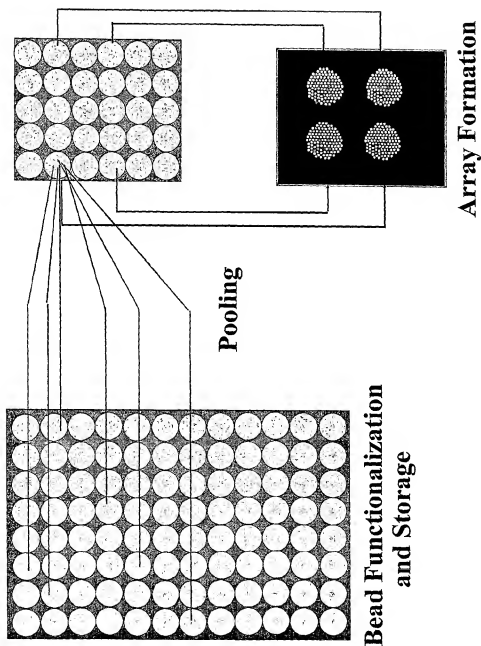 Bead Functionalization
and Storage
Pooling
Array Formation